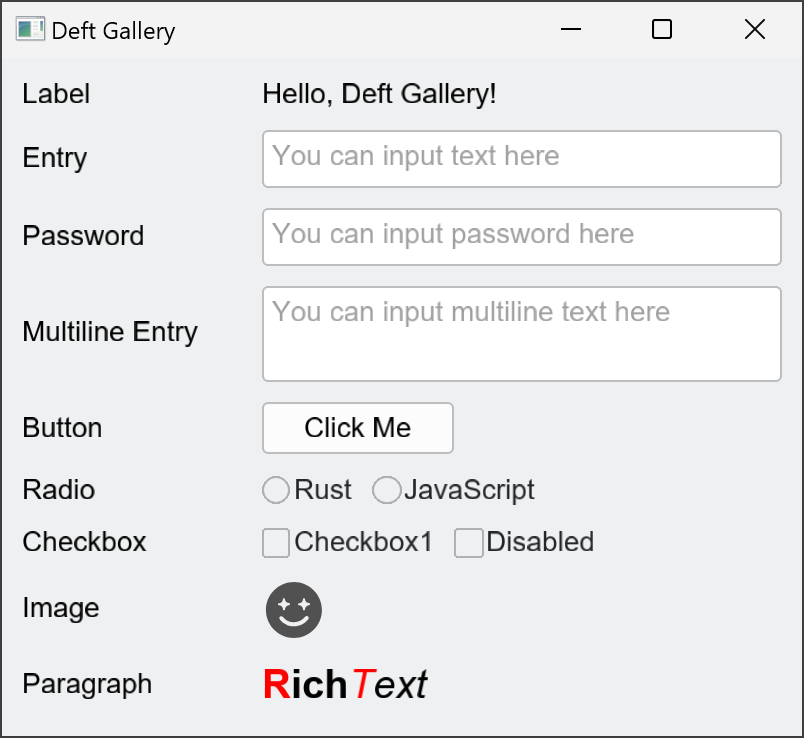 Deft Gallery
Label Hello, Deft Gallery!
Entry You can input text here
Password You can input password here
Multiline Entry You can input multiline text here
Button Click Me
Radio Rust JavaScript
Checkbox Checkbox1 Disabled
Image
Paragraph RichText